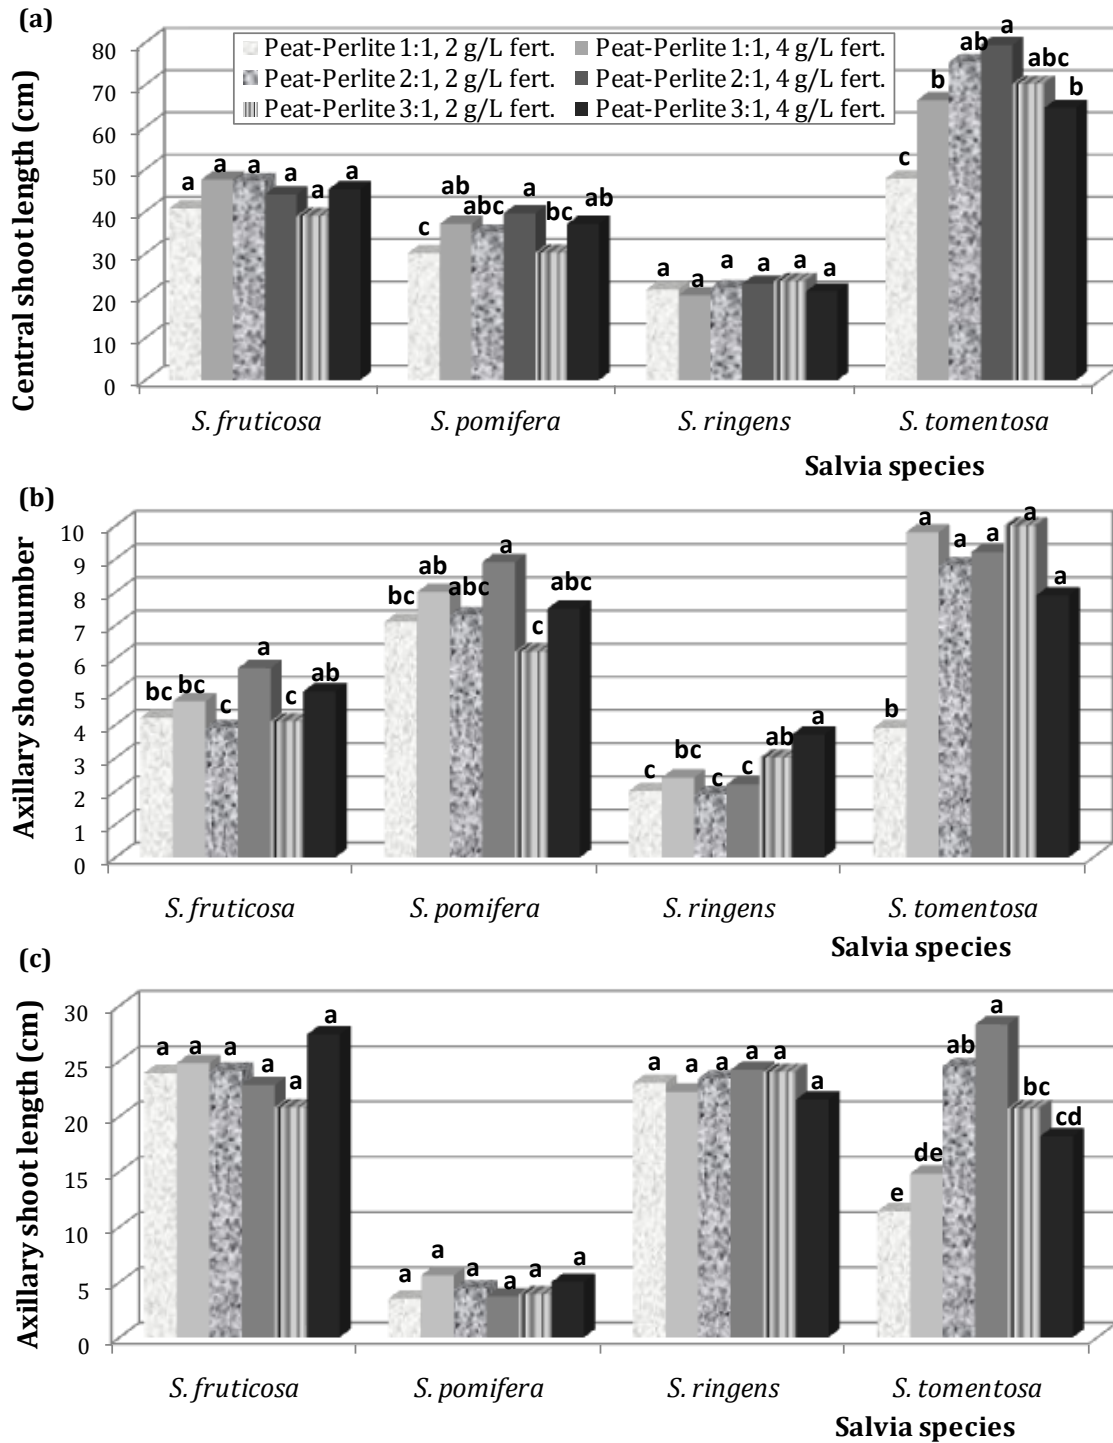 (a)
Central shoot length (cm)
80
70
60
50
40
30
20
10
0
Peat-Perlite 1:1, 2 g/L fert. Peat-Perlite 1:1, 4 g/L fert.
Peat-Perlite 2:1, 2 g/L fert. Peat-Perlite 2:1, 4 g/L fert.
Peat-Perlite 3:1, 2 g/L fert. Peat-Perlite 3:1, 4 g/L fert.
a a a a a a
c ab abc a bc ab
a a a a a a
c b ab a abc b
S. fruticosa S. pomifera S. ringens S. tomentosa
Salvia species
(b)
Axillary shoot number
10
9
8
7
6
5
4
3
2
1
0
bc bc c a c ab
bc ab abc a c abc
c bc c c ab a
b a a a a a
S. fruticosa S. pomifera S. ringens S. tomentosa
Salvia species
(c)
Axillary shoot length (cm)
30
25
20
15
10
5
0
a a a a a a
a a a a a a
a a a a a a
e de ab a bc cd
S. fruticosa S. pomifera S. ringens S. tomentosa
Salvia species